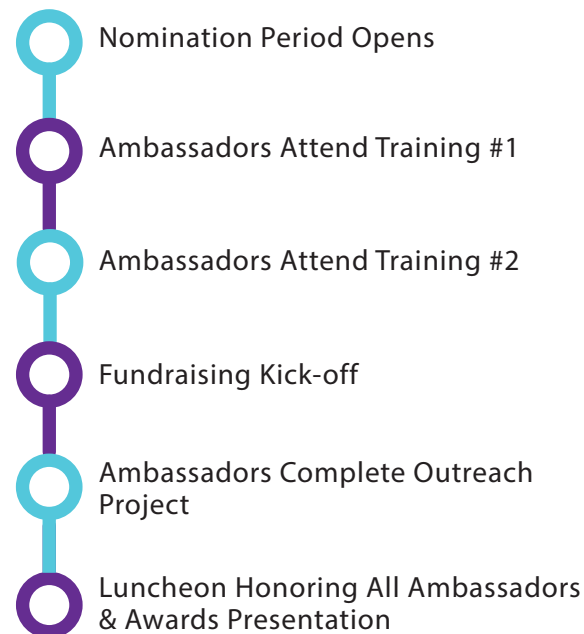 Nomination Period Opens
Ambassadors Attend Training #1
Ambassadors Attend Training #2
Fundraising Kick-off
Ambassadors Complete Outreach
Project
Luncheon Honoring All Ambassadors
& Awards Presentation